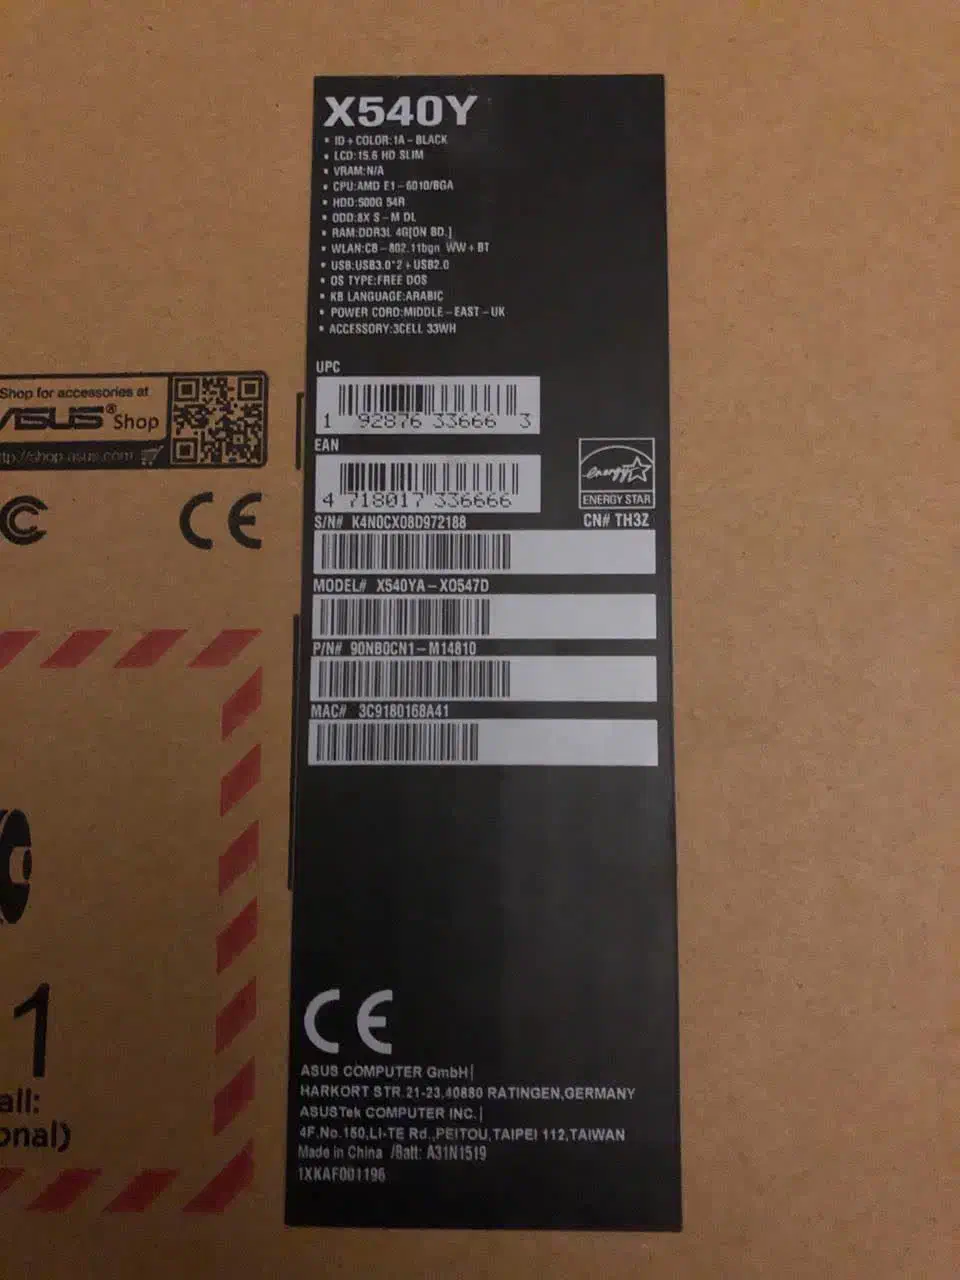 X540Y
• ID+COLOR:1A-BLACK
• LCD:15.6 HD SLIM
• VRAM:N/A
• CPU:AMD E1-6010/BGA
• HDD:500G 54R
• ODD:8X S-M DL
• RAM:DDR3L 4G[ON BD.]
• WLAN:CB-802.11bgn WW+BT
• USB:USB3.0*2+USB2.0
• OS TYPE:FREE DOS
• KB LANGUAGE:ARABIC
• POWER CORD:MIDDLE-EAST-UK
• ACCESSORY:3CELL 33WH
UPC
1 92876 33666 3
EAN
4 718017 336666
energy
ENERGY STAR
S/N# K4N0CX08D972188
CN# TH3Z
MODEL# X540YA-XO547D
P/N# 90NB0CN1-M14810
MAC# 3C9180168A41
CE
ASUS COMPUTER GmbH|
HARKORT STR.21-23,40880 RATINGEN,GERMANY
ASUSTek COMPUTER INC.|
4F.No.150,LI-TE Rd.,PEITOU,TAIPEI 112,TAIWAN
Made in China /Batt: A31N1519
1XKAF001196
Shop for accessories at
ASUS® Shop
http://shop.asus.com
CE
1
all:
onal)